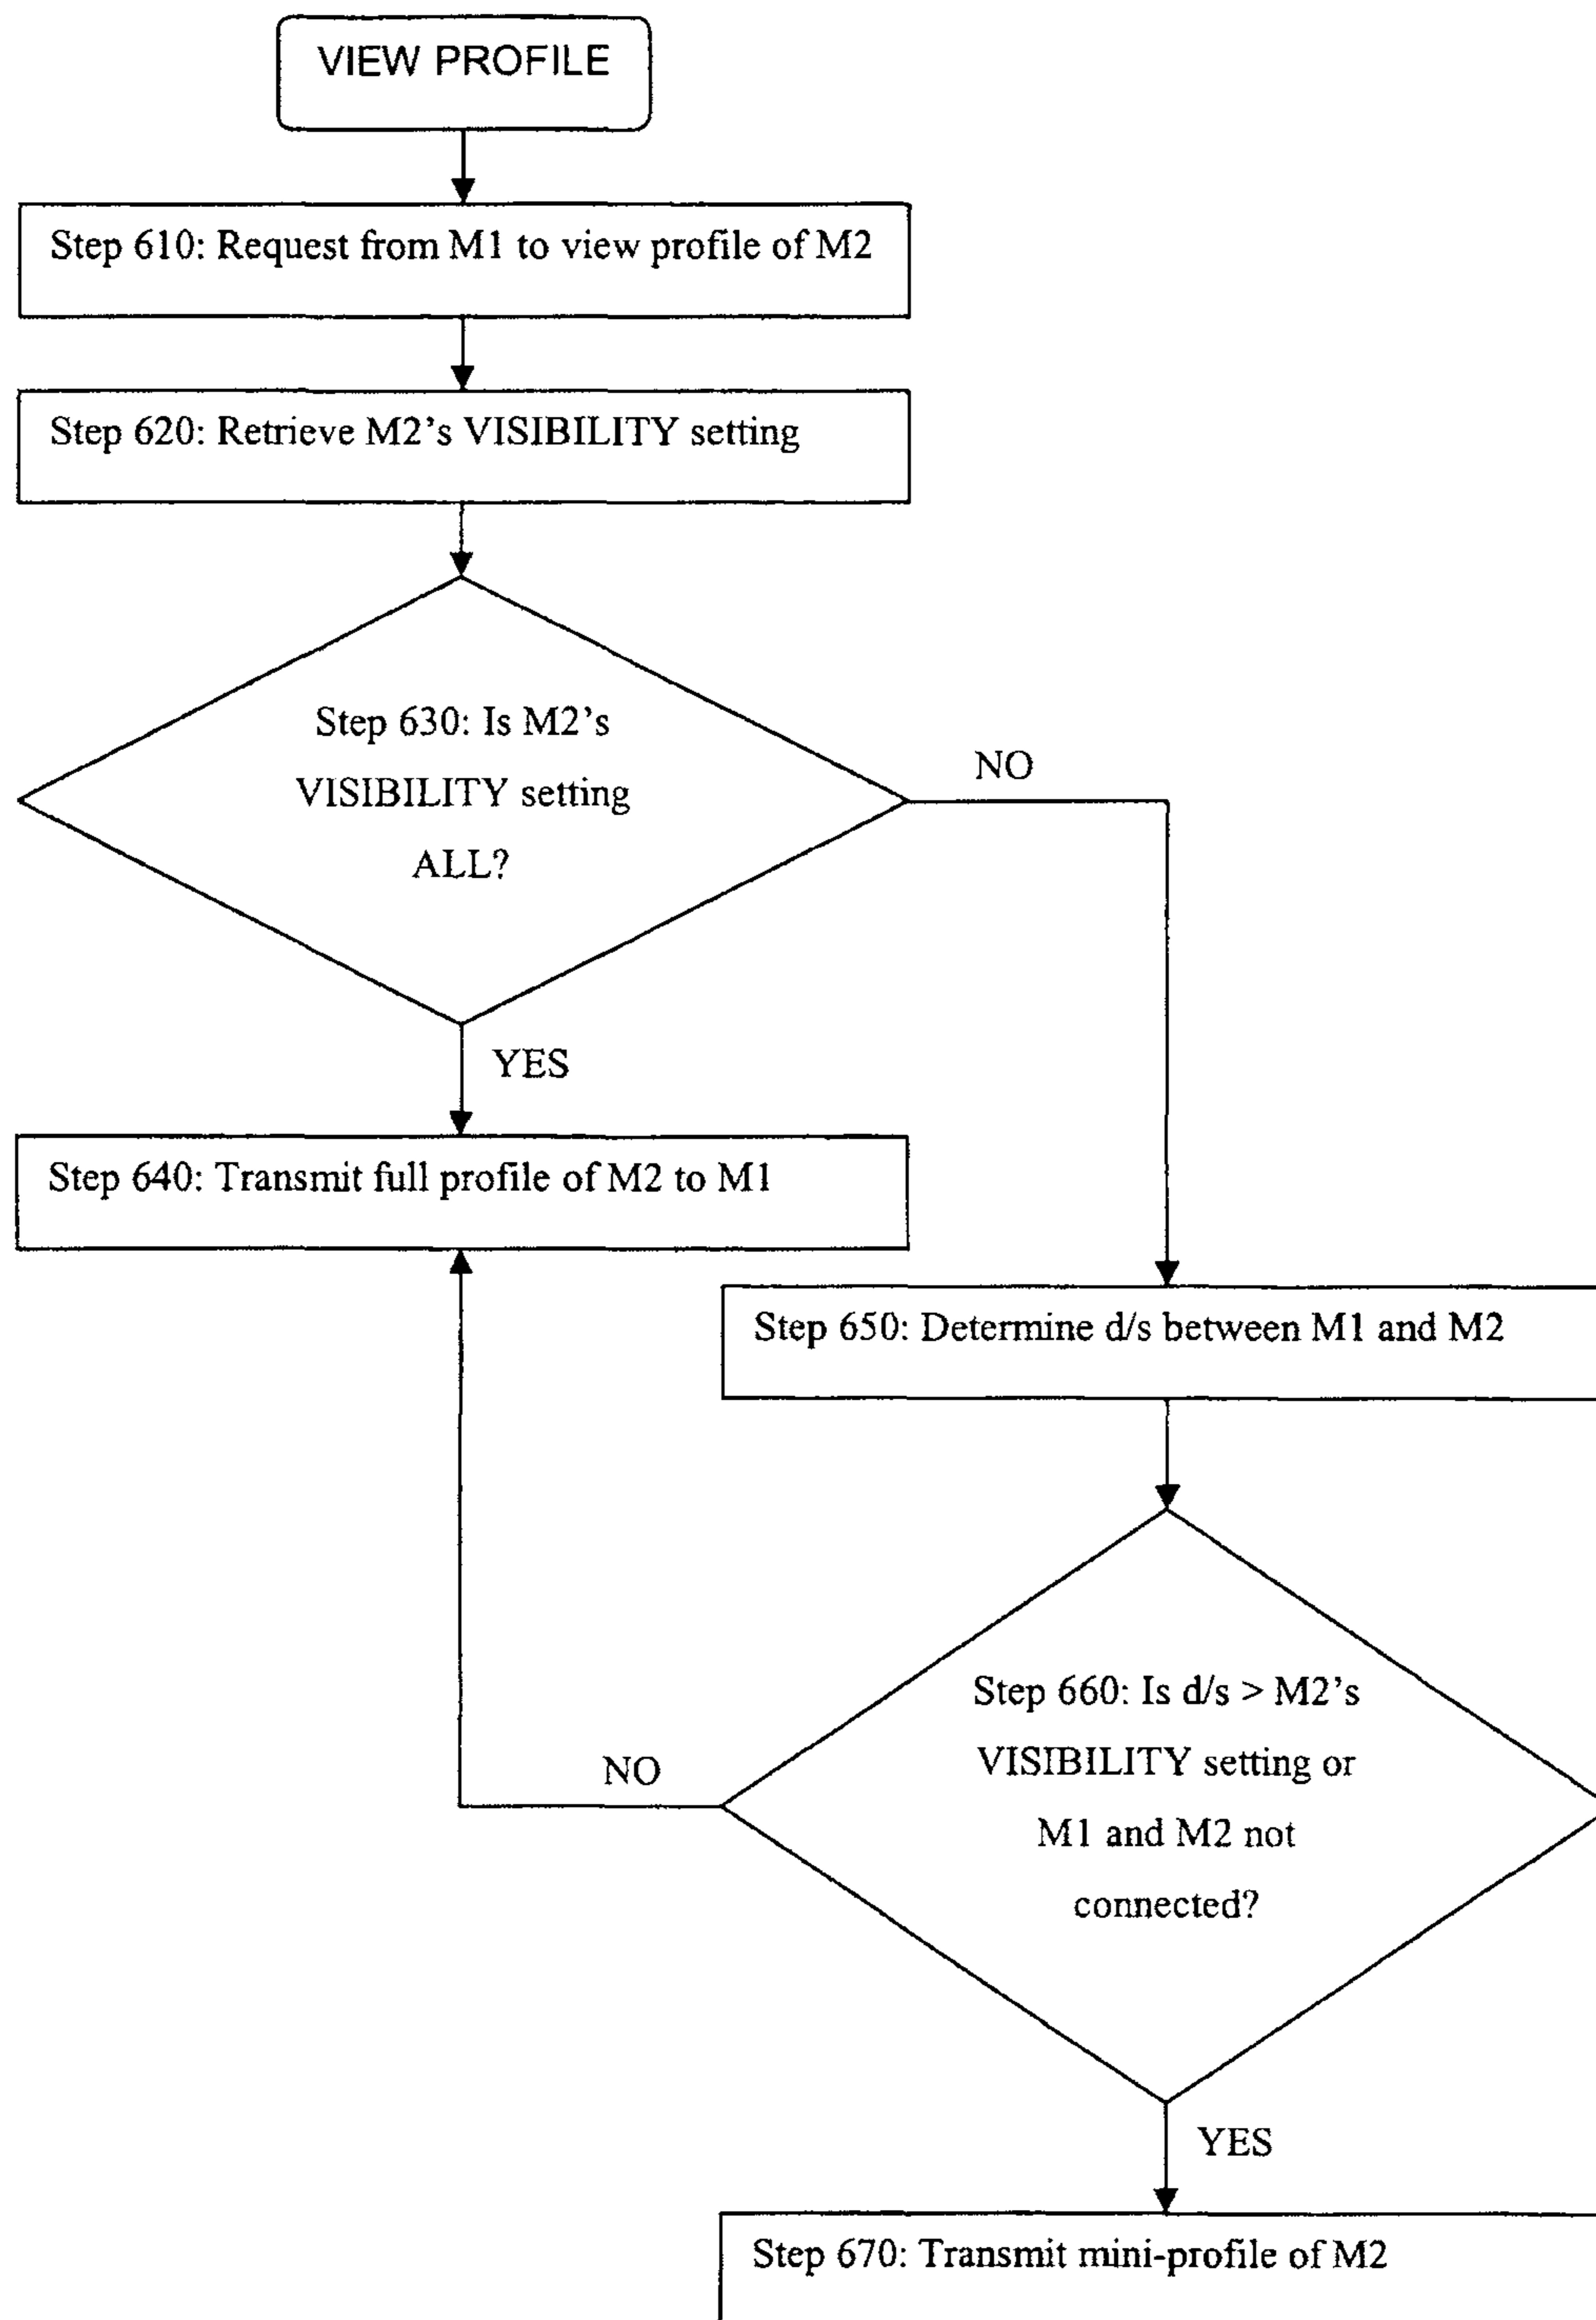 VIEW PROFILE
Step 610: Request from M1 to view profile of M2
Step 620: Retrieve M2's VISIBILITY setting
Step 630: Is M2's
VISIBILITY setting
ALL?
NO
YES
Step 640: Transmit full profile of M2 to M1
Step 650: Determine d/s between M1 and M2
Step 660: Is d/s > M2's
VISIBILITY setting or
M1 and M2 not
connected?
NO
YES
Step 670: Transmit mini-profile of M2